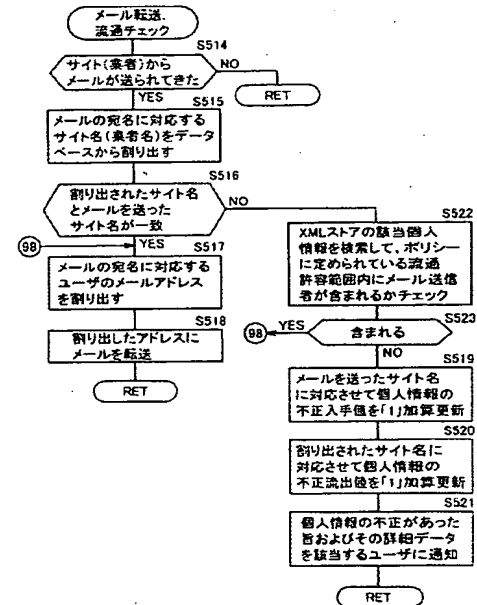 メール転送、
流通チェック
S514
サイト(業者)から
メールが送られてきた
NO
RET
YES
S515
メールの宛名に対応する
サイト名(業者名)をデータ
ベースから割り出す
S516
割り出されたサイト名
とメールを送った
サイト名が一致
NO
98
YES
S517
メールの宛名に対応する
ユーザのメールアドレス
を割り出す
S518
割り出したアドレスに
メールを転送
RET
S522
XMLストアの該当個人
情報を検索して、ポリシー
に定められている流通
許容範囲内にメール送信
者が含まれるかチェック
S523
98
YES
含まれる
NO
S519
メールを送ったサイト名
に対応させて個人情報の
不正入手値を「1」加算更新
S520
割り出されたサイト名に
対応させて個人情報の
不正流出値を「1」加算更新
S521
個人情報の不正があった
旨およびその詳細データ
を該当するユーザに通知
RET